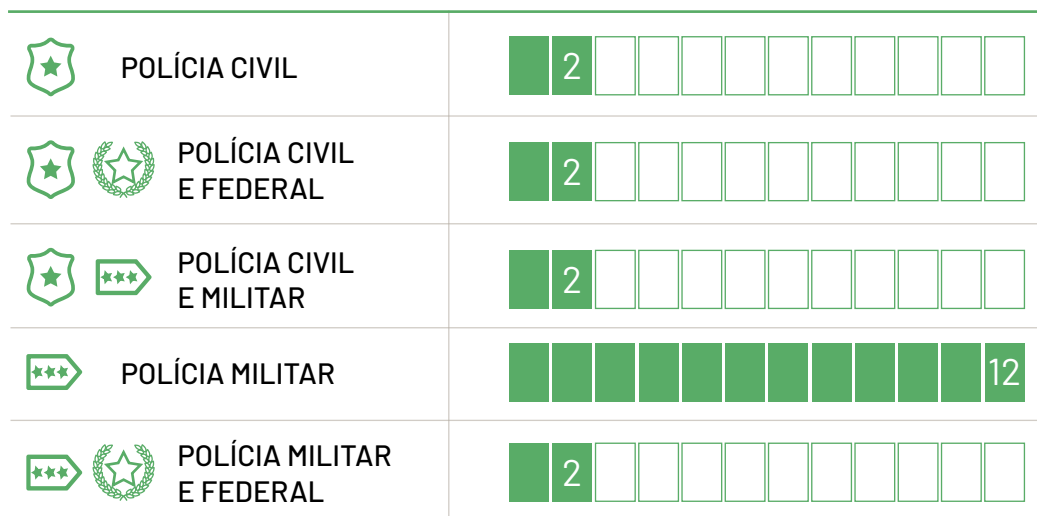 POLÍCIA CIVIL
2
POLÍCIA CIVIL
E FEDERAL
2
POLÍCIA CIVIL
E MILITAR
2
POLÍCIA MILITAR
12
POLÍCIA MILITAR
E FEDERAL
2